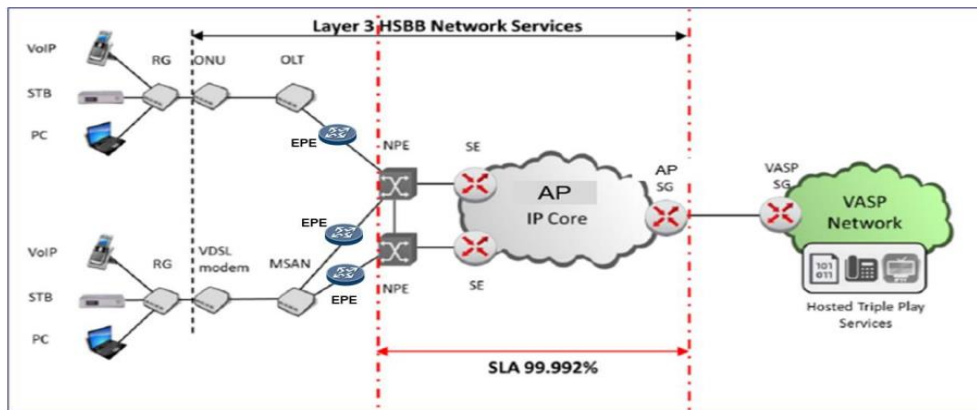 Layer 3 HSBB Network Services
VoIP
STB
PC
RG
ONU
OLT
EPE
NPE
SE
AP
IP Core
AP
SG
VASP
SG
VASP
Network
101
011
Hosted Triple Play
Services
EPE
EPE
NPE
SE
VoIP
STB
PC
RG
VDSL
modem
MSAN
SLA 99.992%